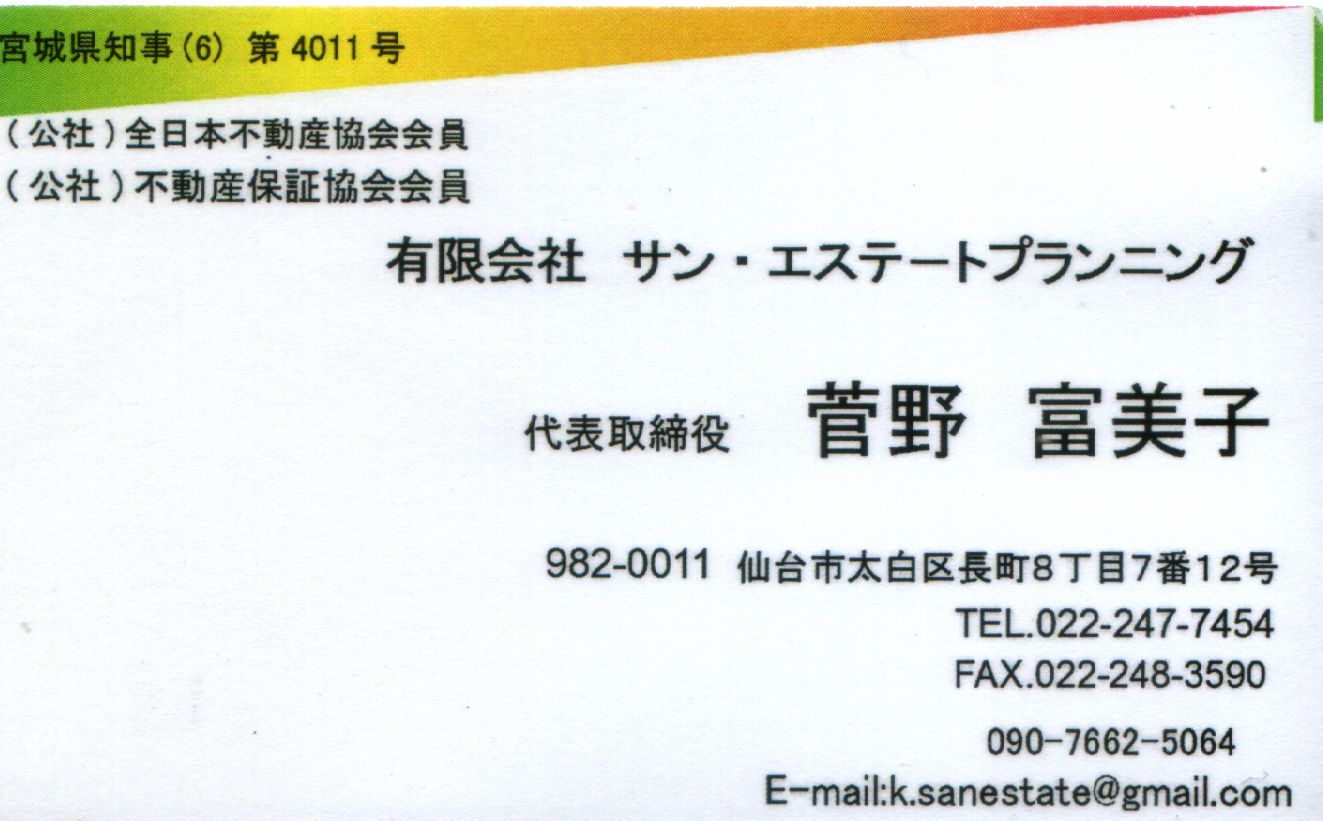 宮城県知事(6) 第 4011 号
(公社)全日本不動産協会会員
(公社)不動産保証協会会員
有限会社 サン・エステートプランニング
代表取締役 菅野 富美子
982-0011 仙台市太白区長町8丁目7番12号
TEL.022-247-7454
FAX.022-248-3590
090-7662-5064
E-mail:k.sanestate@gmail.com